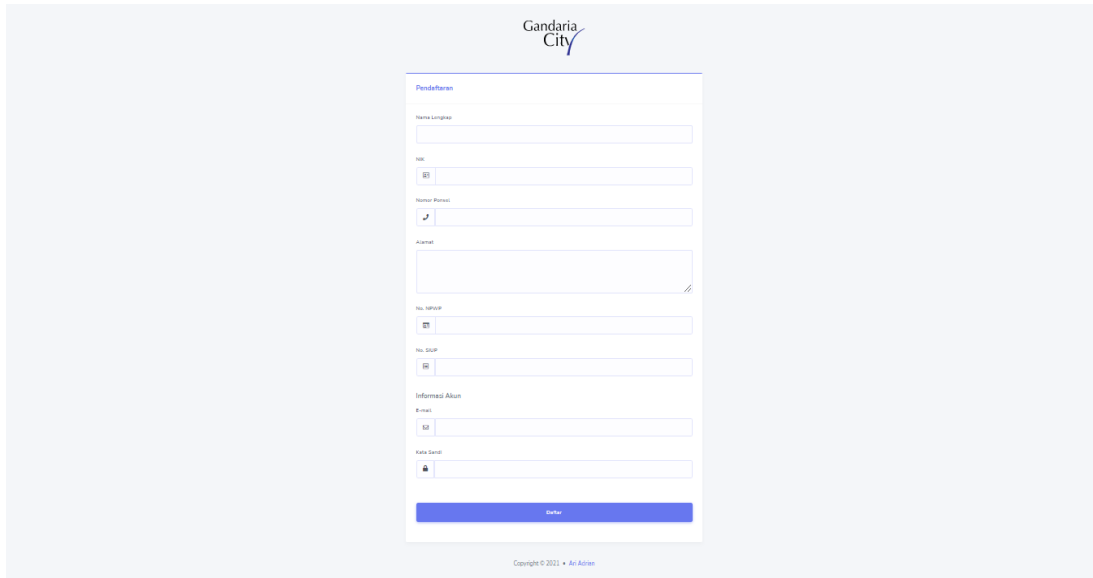 Gandaria
City
Pendaftaran
Nama Lengkap
NIK
Nomor Ponsel
Alamat
No. NPWP
No. SIUP
Informasi Akun
E-mail
Kata Sandi
Daftar
Copyright © 2021 • Ari Adrian